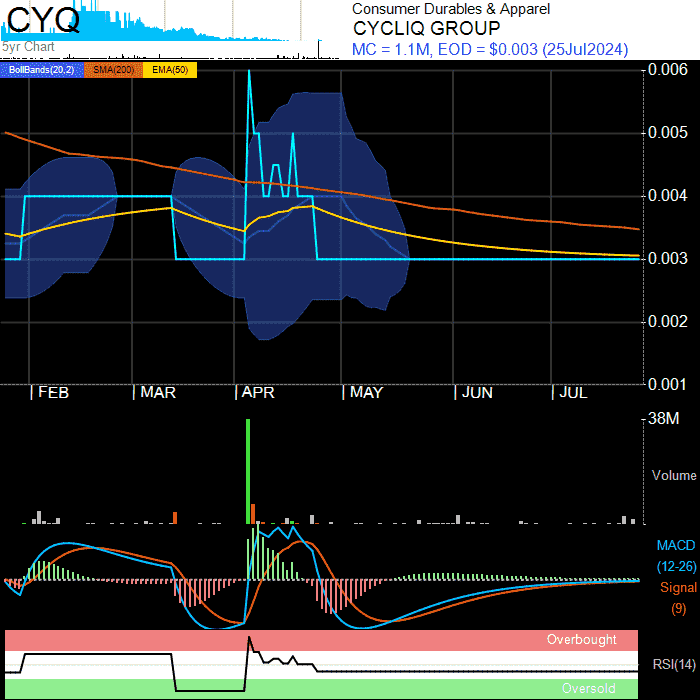 CYQ
5yr Chart
Consumer Durables & Apparel
CYCLIQ GROUP
MC = 1.1M, EOD = $0.003 (25Jul2024)
BollBands(20,2) SMA(200) EMA(50)
0.006
0.005
0.004
0.003
0.002
0.001
FEB MAR APR MAY JUN JUL
38M
Volume
MACD
(12-26)
Signal
(9)
Overbought
RSI(14)
Oversold